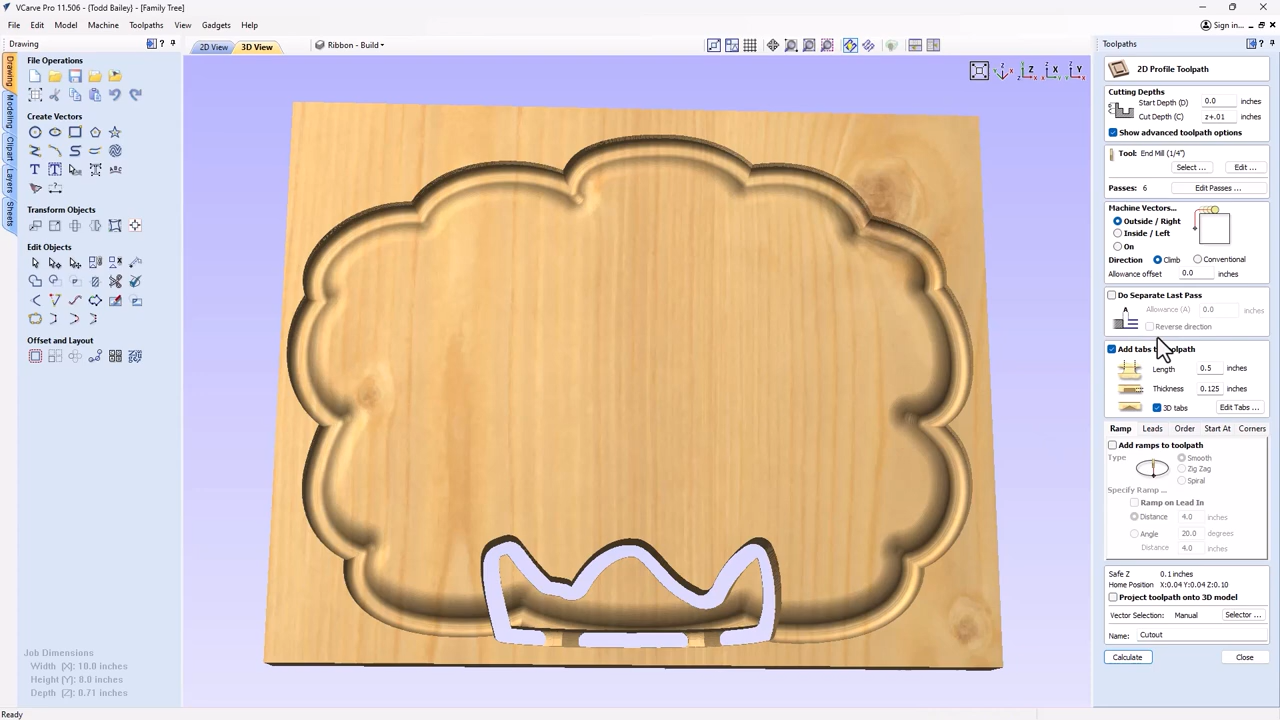 VCarve Pro 11.506 - {Todd Bailey} - [Family Tree]
File Edit Model Machine Toolpaths View Gadgets Help
Sign in...
Drawing
2D View 3D View Ribbon - Build
Toolpaths
Drawing
Modeling
Clipart
Layers
Sheets
File Operations
Create Vectors
Transform Objects
Edit Objects
Offset and Layout
Job Dimensions
Width [X]: 10.0 inches
Height [Y]: 8.0 inches
Depth [Z]: 0.71 inches
Ready
Z X Y
2D Profile Toolpath
Cutting Depths
Start Depth (D) 0.0 inches
Cut Depth (C) z+.01 inches
Show advanced toolpath options
Tool: End Mill (1/4")
Select ... Edit ...
Passes: 6 Edit Passes ...
Machine Vectors...
Outside / Right
Inside / Left
On
Direction Climb Conventional
Allowance offset 0.0 inches
Do Separate Last Pass
Allowance (A) 0.0 inches
Reverse direction
Add tabs to toolpath
Length 0.5 inches
Thickness 0.125 inches
3D tabs Edit Tabs ...
Ramp Leads Order Start At Corners
Add ramps to toolpath
Type Smooth
Zig Zag
Spiral
Specify Ramp ...
Ramp on Lead In
Distance 4.0 inches
Angle 20.0 degrees
Distance 4.0 inches
Safe Z 0.1 inches
Home Position X:0.04 Y:0.04 Z:0.10
Project toolpath onto 3D model
Vector Selection: Manual Selector ...
Name: Cutout
Calculate Close